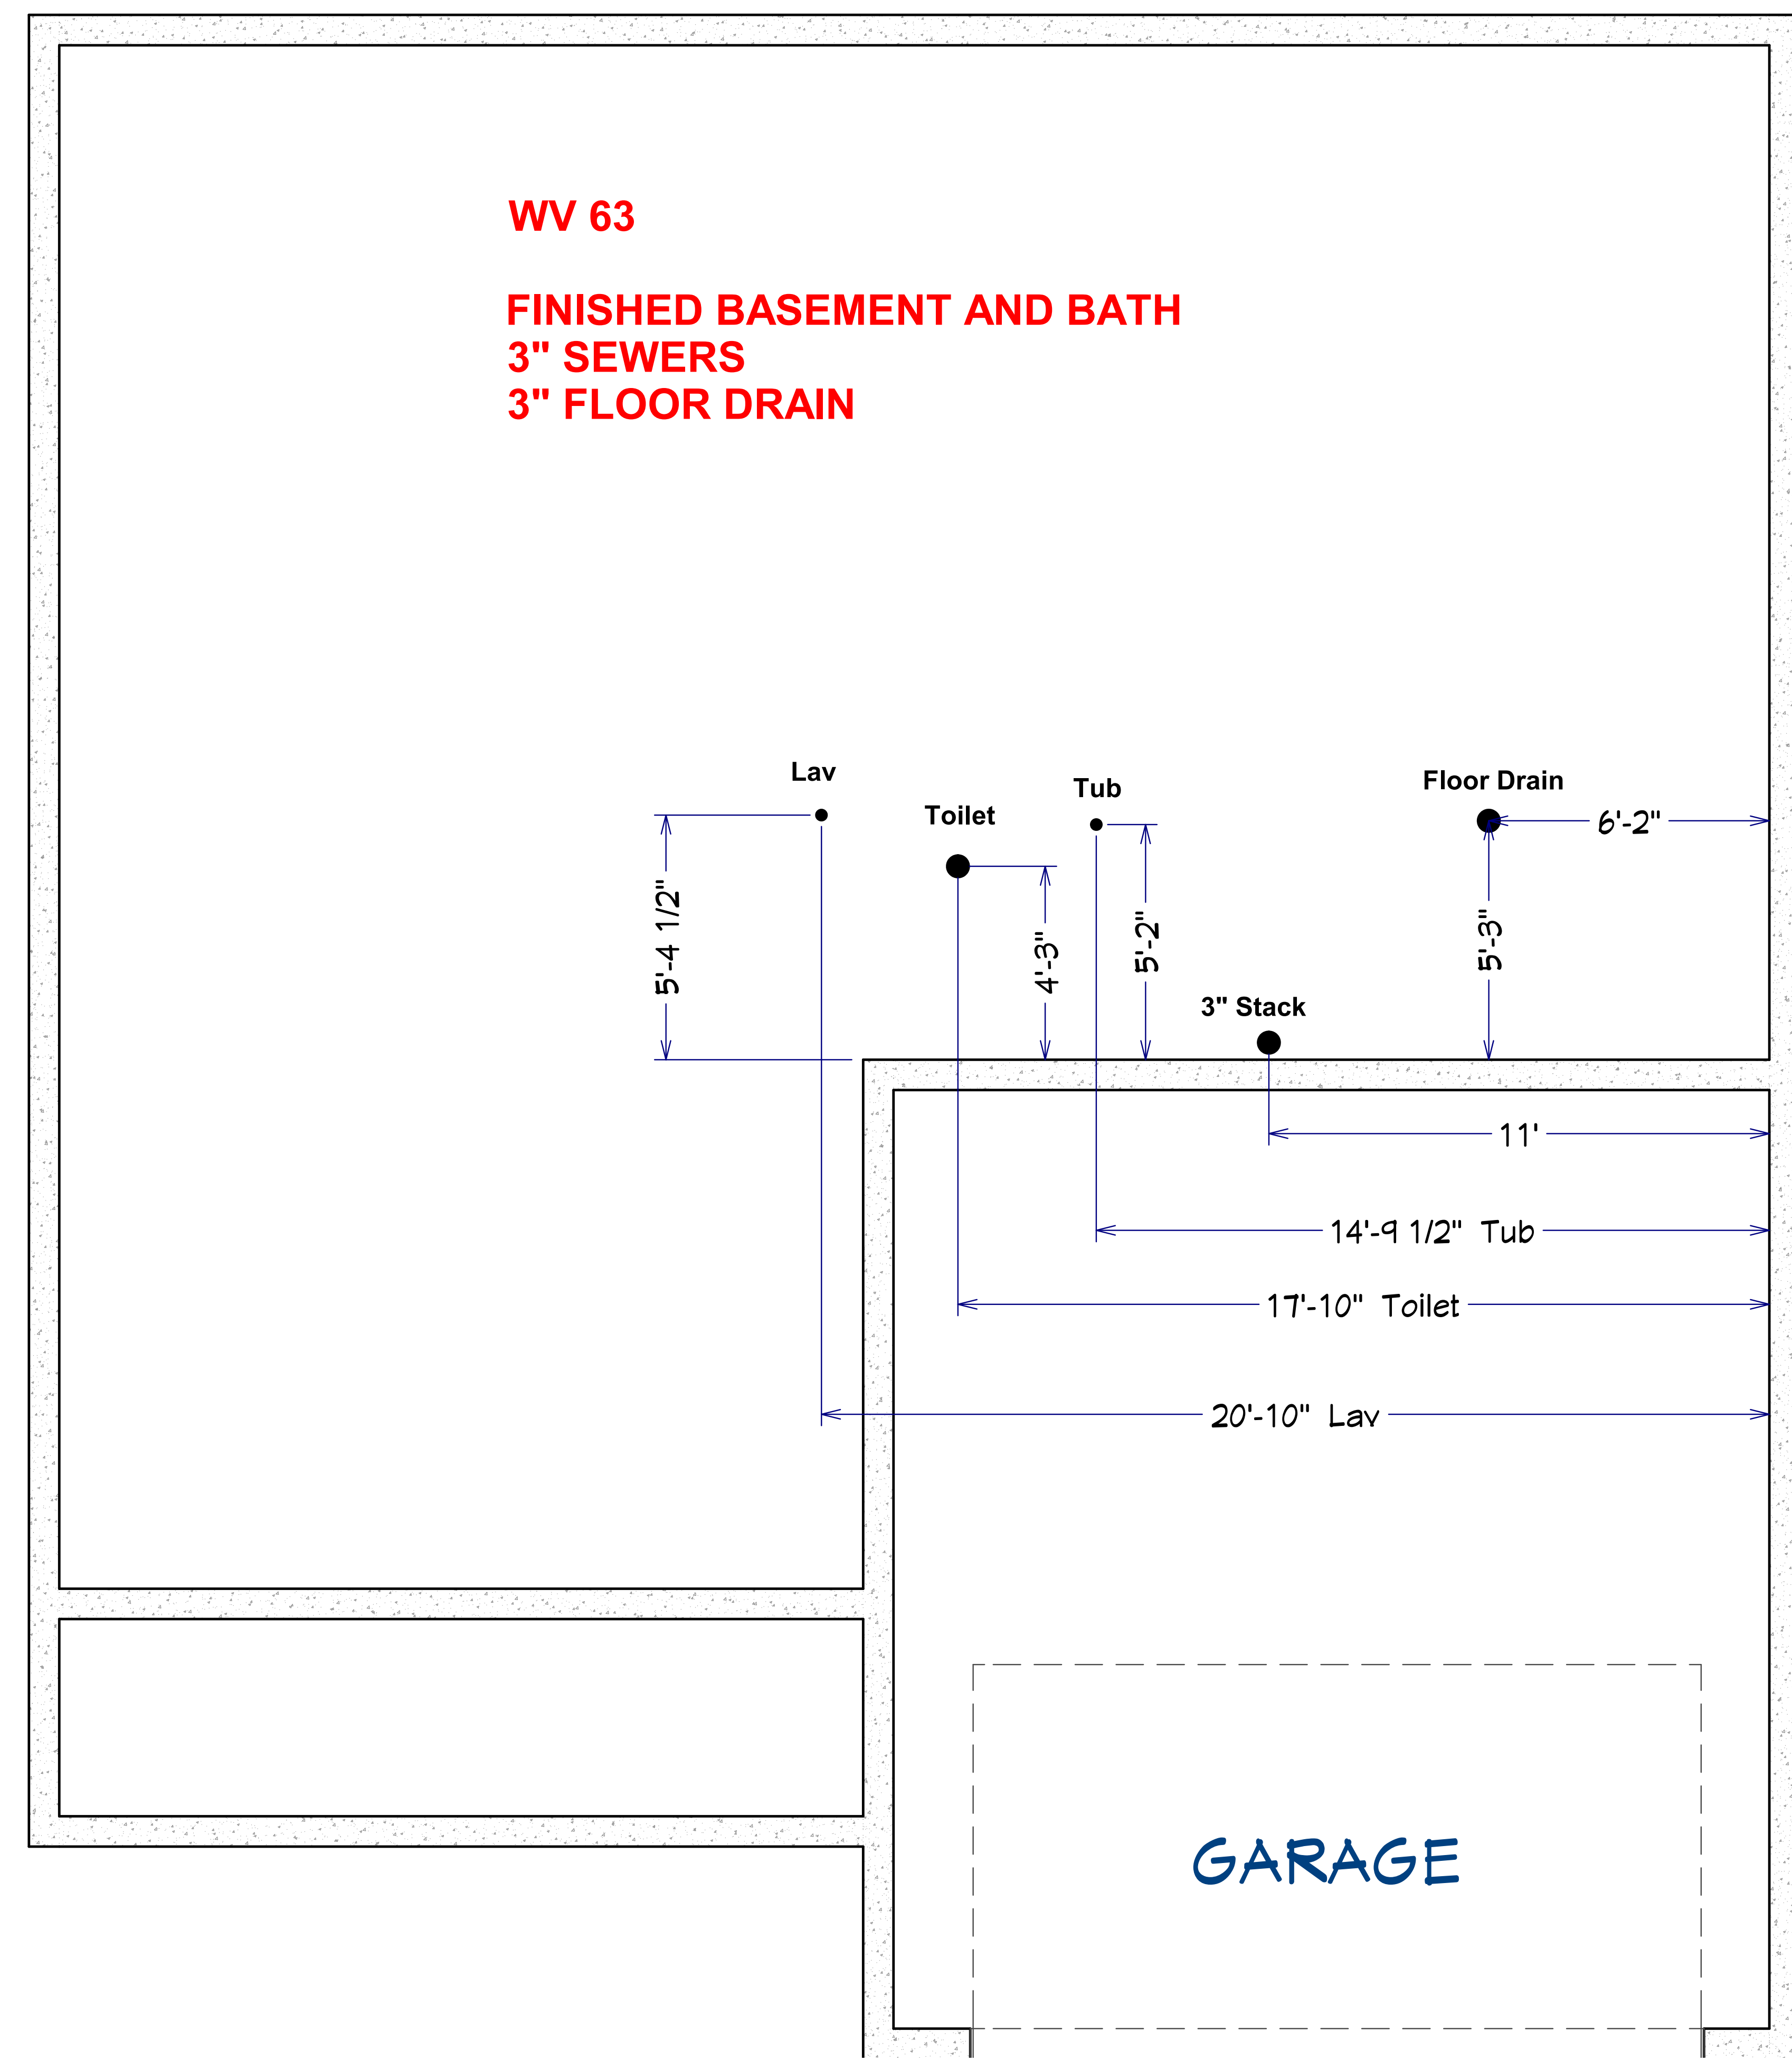 WV 63
FINISHED BASEMENT AND BATH
3" SEWERS
3" FLOOR DRAIN
Lav
Toilet
Tub
Floor Drain
6'-2"
5'-4 1/2"
4'-3"
5'-2"
5'-3"
3" Stack
11'
14'-9 1/2" Tub
17'-10" Toilet
20'-10" Lav
GARAGE